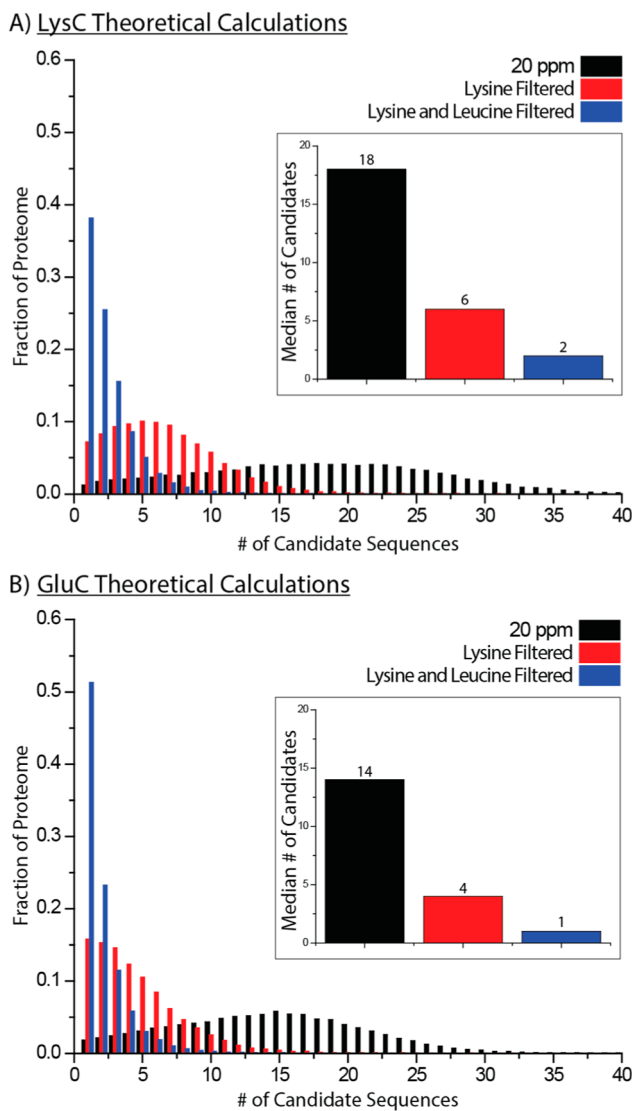 A) LysC Theoretical Calculations
20 ppm
Lysine Filtered
Lysine and Leucine Filtered
Fraction of Proteome
0.6
0.5
0.4
0.3
0.2
0.1
0.0
Median # of Candidates
20
15
10
5
0
18
6
2
0 5 10 15 20 25 30 35 40
# of Candidate Sequences
B) GluC Theoretical Calculations
20 ppm
Lysine Filtered
Lysine and Leucine Filtered
Fraction of Proteome
0.6
0.5
0.4
0.3
0.2
0.1
0.0
Median # of Candidates
20
15
10
5
0
14
4
1
0 5 10 15 20 25 30 35 40
# of Candidate Sequences